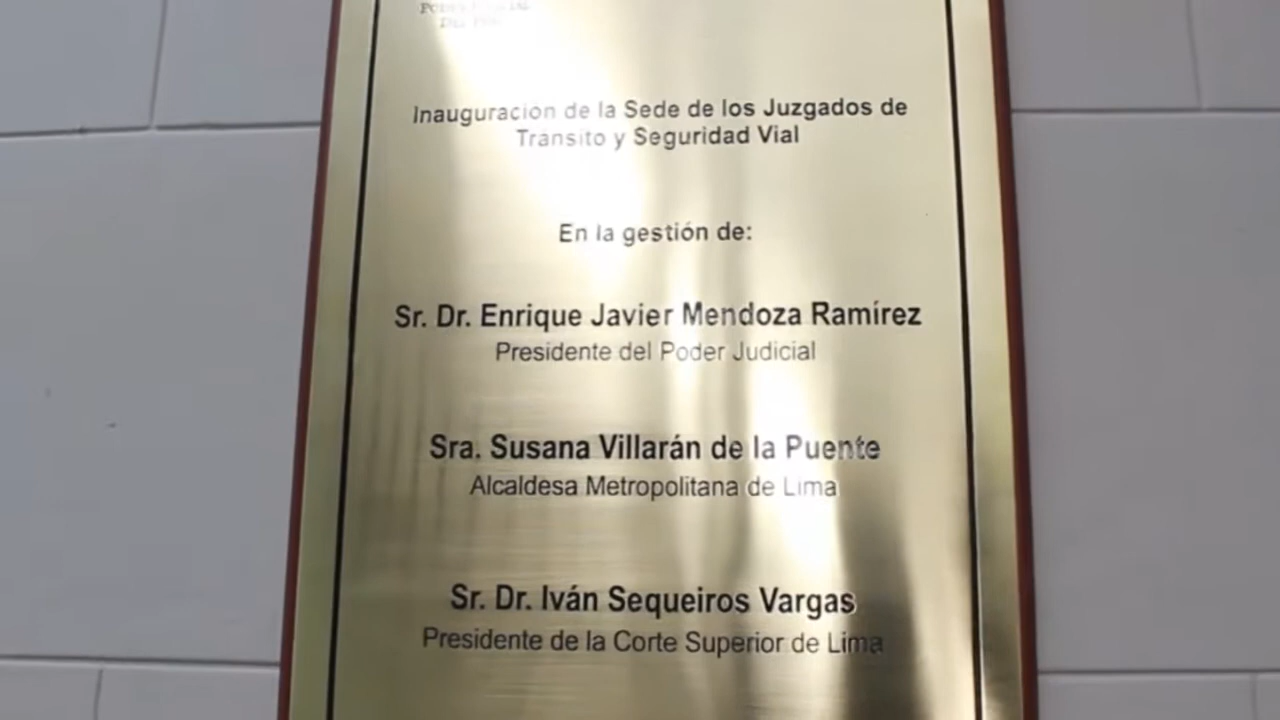 Inauguración de la Sede de los Juzgados de
Transito y Seguridad Vial
En la gestión de:
Sr. Dr. Enrique Javier Mendoza Ramírez
Presidente del Poder Judicial
Sra. Susana Villarán de la Puente
Alcaldesa Metropolitana de Lima
Sr. Dr. Iván Sequeiros Vargas
Presidente de la Corte Superior de Lima